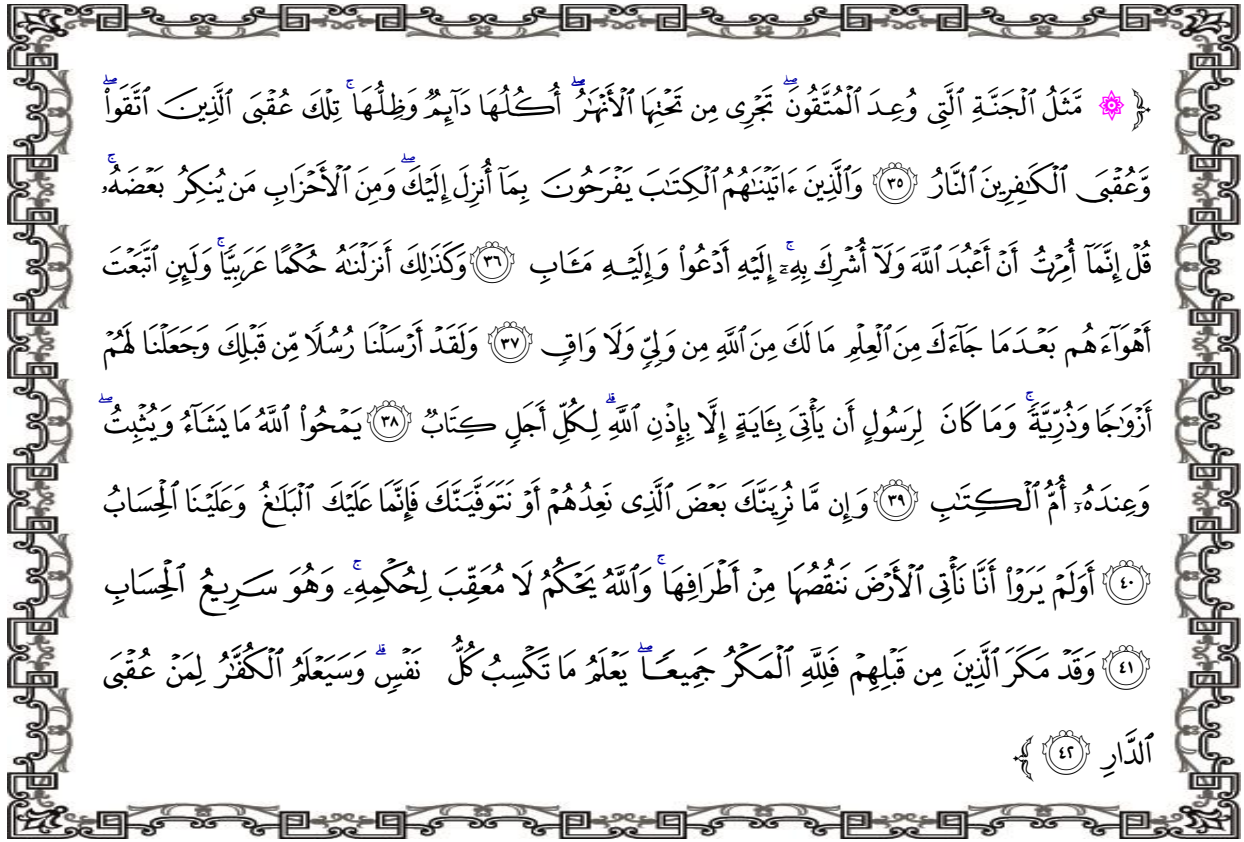 ﴿ ۞ مَّثَلُ ٱلْجَنَّةِ ٱلَّتِى وُعِدَ ٱلْمُتَّقُونَ ۖ تَجْرِى مِن تَحْتِهَا ٱلْأَنْهَٰرُ ۖ أُكُلُهَا دَآئِمٌ وَظِلُّهَا ۚ تِلْكَ عُقْبَى ٱلَّذِينَ ٱتَّقَوا۟ ۖ
وَّعُقْبَى ٱلْكَٰفِرِينَ ٱلنَّارُ ٣٥ وَٱلَّذِينَ ءَاتَيْنَٰهُمُ ٱلْكِتَٰبَ يَفْرَحُونَ بِمَآ أُنزِلَ إِلَيْكَ ۖ وَمِنَ ٱلْأَحْزَابِ مَن يُنكِرُ بَعْضَهُۥ ۚ
قُلْ إِنَّمَآ أُمِرْتُ أَنْ أَعْبُدَ ٱللَّهَ وَلَآ أُشْرِكَ بِهِۦٓ ۚ إِلَيْهِ أَدْعُوا۟ وَإِلَيْهِ مَـَٔابِ ٣٦ وَكَذَٰلِكَ أَنزَلْنَٰهُ حُكْمًا عَرَبِيًّا ۚ وَلَئِنِ ٱتَّبَعْتَ
أَهْوَآءَهُم بَعْدَمَا جَآءَكَ مِنَ ٱلْعِلْمِ مَا لَكَ مِنَ ٱللَّهِ مِن وَلِىٍّ وَلَا وَاقٍ ٣٧ وَلَقَدْ أَرْسَلْنَا رُسُلًا مِّن قَبْلِكَ وَجَعَلْنَا لَهُمْ
أَزْوَٰجًا وَذُرِّيَّةً ۚ وَمَا كَانَ لِرَسُولٍ أَن يَأْتِىَ بِـَٔايَةٍ إِلَّا بِإِذْنِ ٱللَّهِ ۗ لِكُلِّ أَجَلٍ كِتَابٌ ٣٨ يَمْحُوا۟ ٱللَّهُ مَا يَشَآءُ وَيُثْبِتُ ۖ
وَعِندَهُۥٓ أُمُّ ٱلْكِتَٰبِ ٣٩ وَإِن مَّا نُرِيَنَّكَ بَعْضَ ٱلَّذِى نَعِدُهُمْ أَوْ نَتَوَفَّيَنَّكَ فَإِنَّمَا عَلَيْكَ ٱلْبَلَٰغُ وَعَلَيْنَا ٱلْحِسَابُ
٤٠ أَوَلَمْ يَرَوْا۟ أَنَّا نَأْتِى ٱلْأَرْضَ نَنقُصُهَا مِنْ أَطْرَافِهَا ۚ وَٱللَّهُ يَحْكُمُ لَا مُعَقِّبَ لِحُكْمِهِۦ ۚ وَهُوَ سَرِيعُ ٱلْحِسَابِ
٤١ وَقَدْ مَكَرَ ٱلَّذِينَ مِن قَبْلِهِمْ فَلِلَّهِ ٱلْمَكْرُ جَمِيعًا ۖ يَعْلَمُ مَا تَكْسِبُ كُلُّ نَفْسٍ ۗ وَسَيَعْلَمُ ٱلْكُفَّٰرُ لِمَنْ عُقْبَى
ٱلدَّارِ ٤٢ ﴾